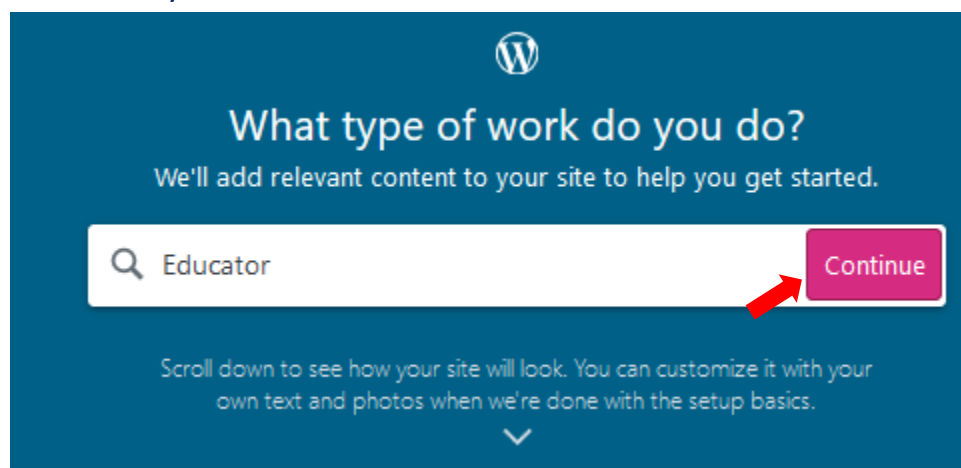 What type of work do you do?
We'll add relevant content to your site to help you get started.
Educator
Continue
Scroll down to see how your site will look. You can customize it with your
own text and photos when we're done with the setup basics.